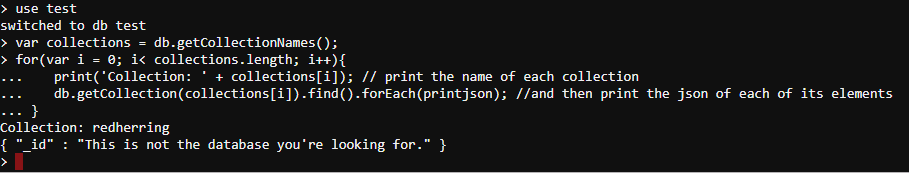 > use test
switched to db test
> var collections = db.getCollectionNames();
> for(var i = 0; i< collections.length; i++){
...    print('Collection: ' + collections[i]); // print the name of each collection
...    db.getCollection(collections[i]).find().forEach(printjson); //and then print the json of each of its elements
... }
Collection: redherring
{ "_id" : "This is not the database you're looking for." }
>